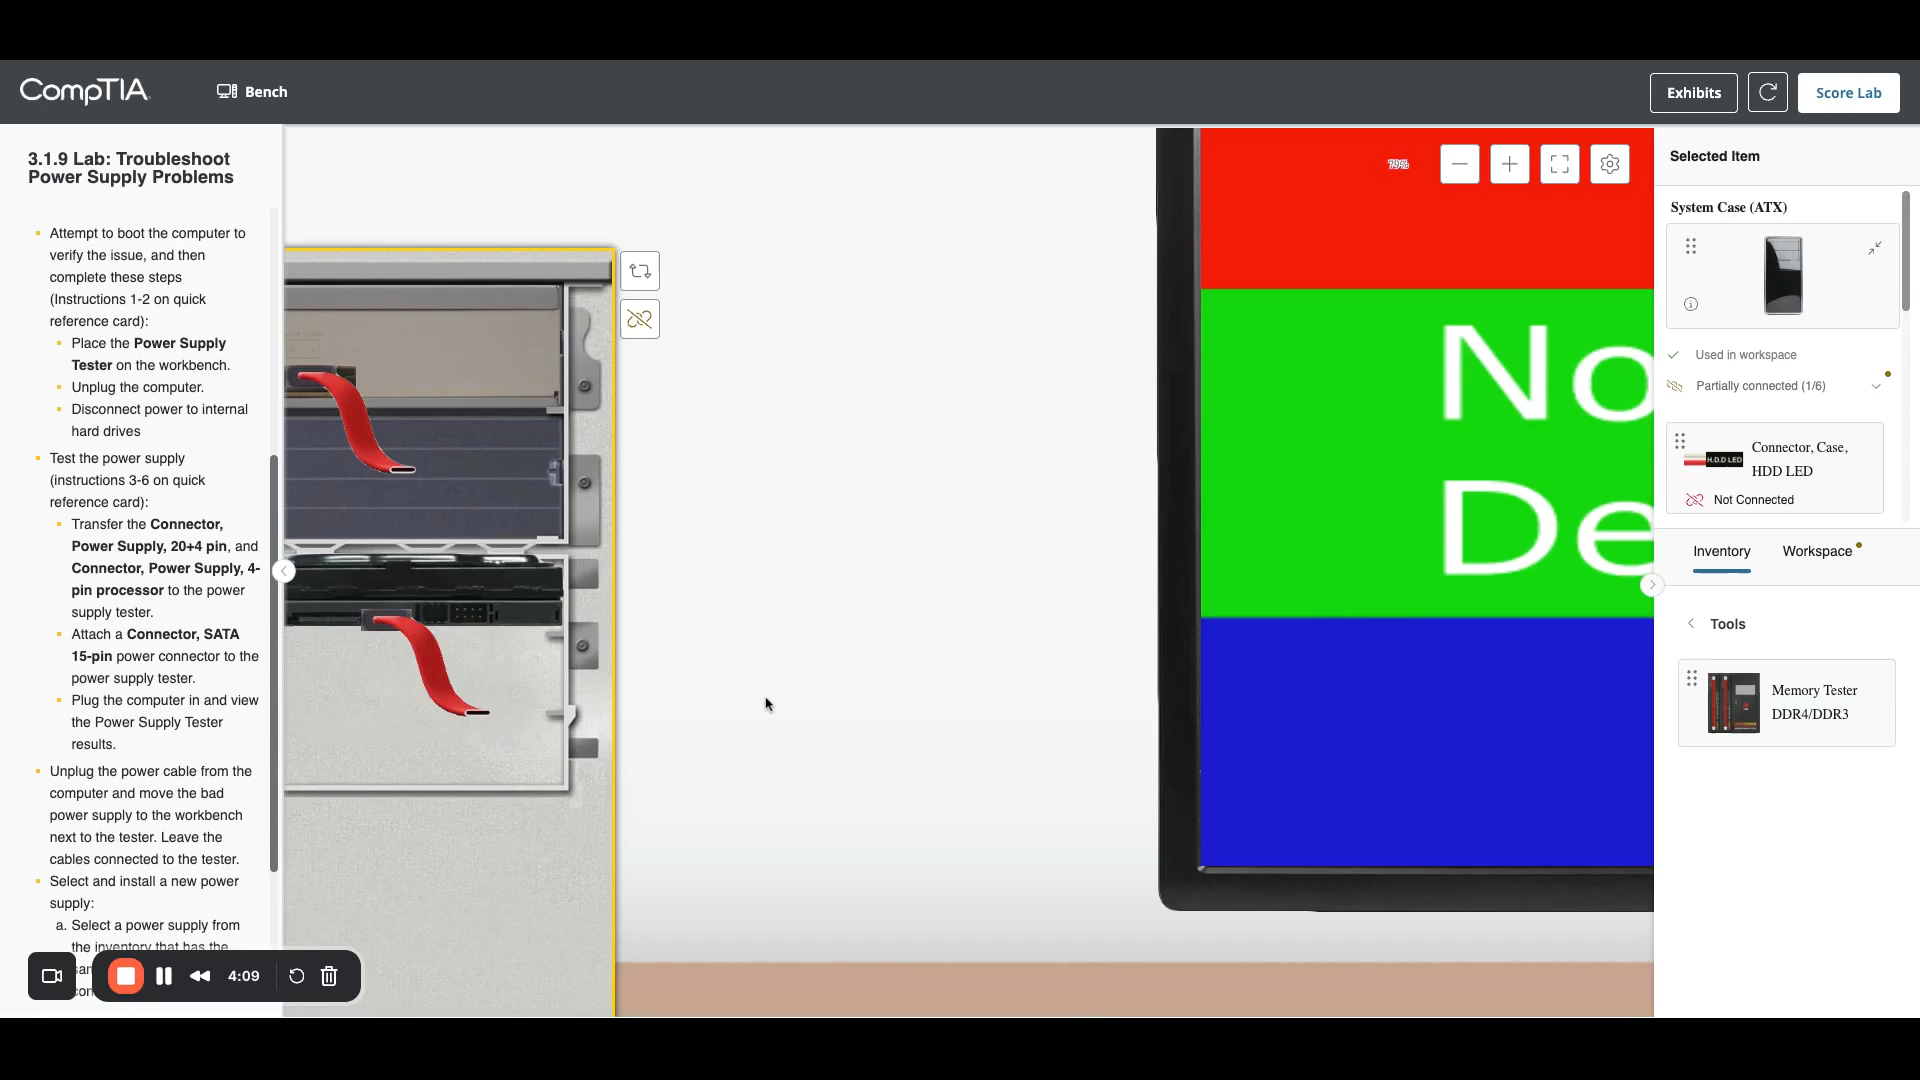 CompTIA
Bench
Exhibits
Score Lab
3.1.9 Lab: Troubleshoot
Power Supply Problems
Attempt to boot the computer to
verify the issue, and then
complete these steps
(Instructions 1-2 on quick
reference card):
Place the Power Supply
Tester on the workbench.
Unplug the computer.
Disconnect power to internal
hard drives
Test the power supply
(instructions 3-6 on quick
reference card):
Transfer the Connector,
Power Supply, 20+4 pin, and
Connector, Power Supply, 4-
pin processor to the power
supply tester.
Attach a Connector, SATA
15-pin power connector to the
power supply tester.
Plug the computer in and view
the Power Supply Tester
results.
Unplug the power cable from the
computer and move the bad
power supply to the workbench
next to the tester. Leave the
cables connected to the tester.
Select and install a new power
supply:
a. Select a power supply from
the inventory that has the
4:09
79%
No
De
Selected Item
System Case (ATX)
Used in workspace
Partially connected (1/6)
H.D.D LED
Connector, Case,
HDD LED
Not Connected
Inventory
Workspace
Tools
Memory Tester
DDR4/DDR3